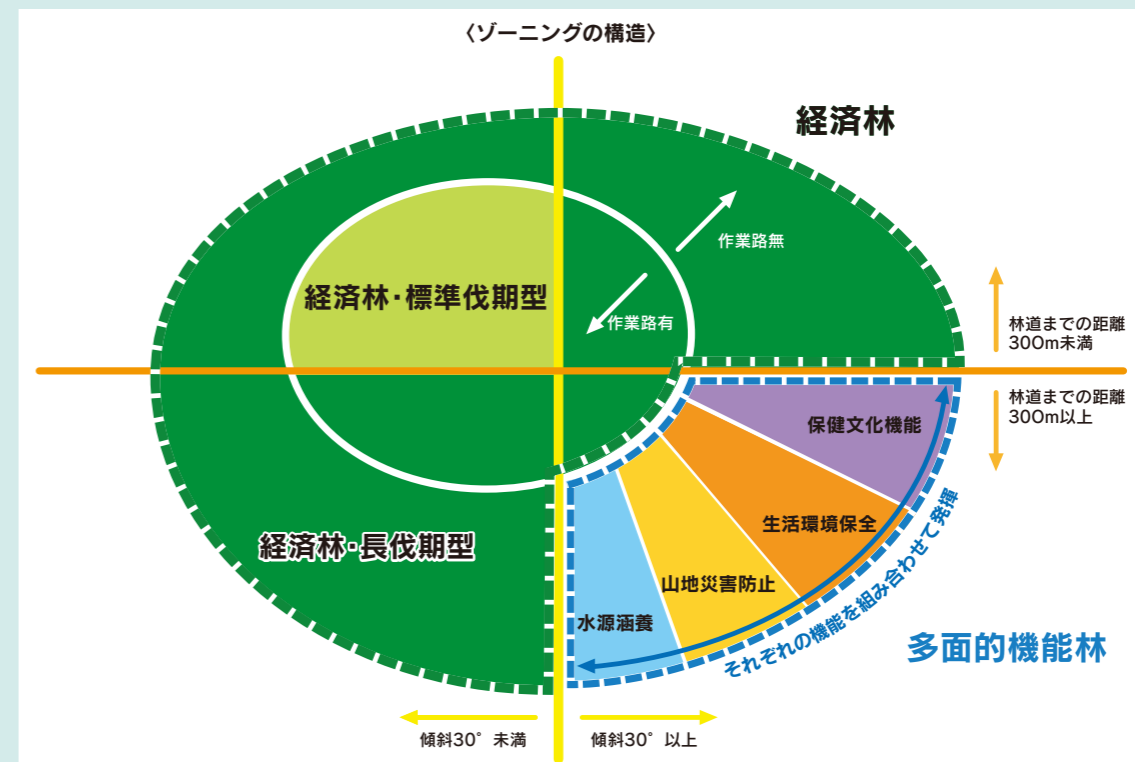 〈ゾーニングの構造〉
経済林
作業路無
経済林・標準伐期型
作業路有
林道までの距離
300m未満
林道までの距離
300m以上
保健文化機能
生活環境保全
経済林・長伐期型
山地災害防止
水源涵養
それぞれの機能を組み合わせて発揮
多面的機能林
傾斜30°未満
傾斜30°以上